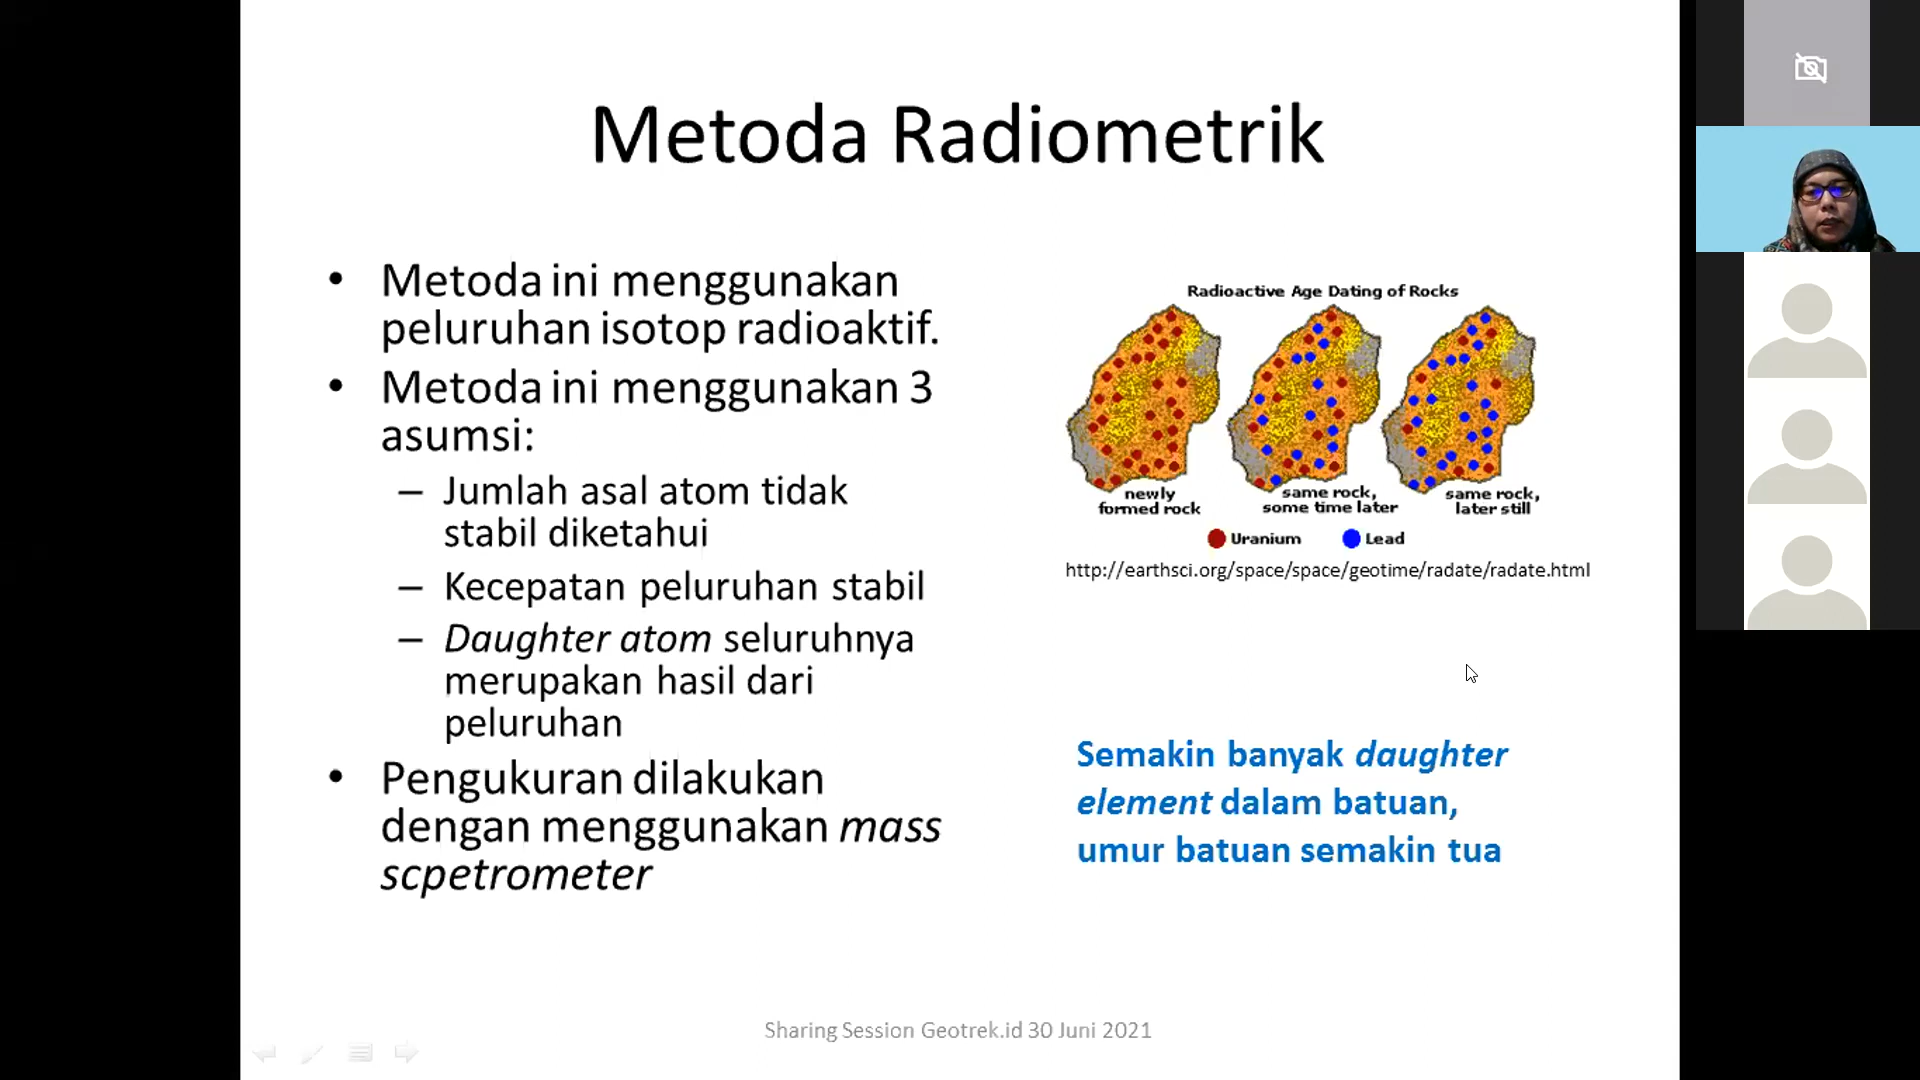 Metoda Radiometrik
• Metoda ini menggunakan
peluruhan isotop radioaktif.
• Metoda ini menggunakan 3
asumsi:
– Jumlah asal atom tidak
stabil diketahui
– Kecepatan peluruhan stabil
– Daughter atom seluruhnya
merupakan hasil dari
peluruhan
• Pengukuran dilakukan
dengan menggunakan mass
scpetrometer
Radioactive Age Dating of Rocks
newly
formed rock
same rock,
some time later
same rock,
later still
Uranium
Lead
http://earthsci.org/space/space/geotime/radate/radate.html
Semakin banyak daughter
element dalam batuan,
umur batuan semakin tua
Sharing Session Geotrek.id 30 Juni 2021